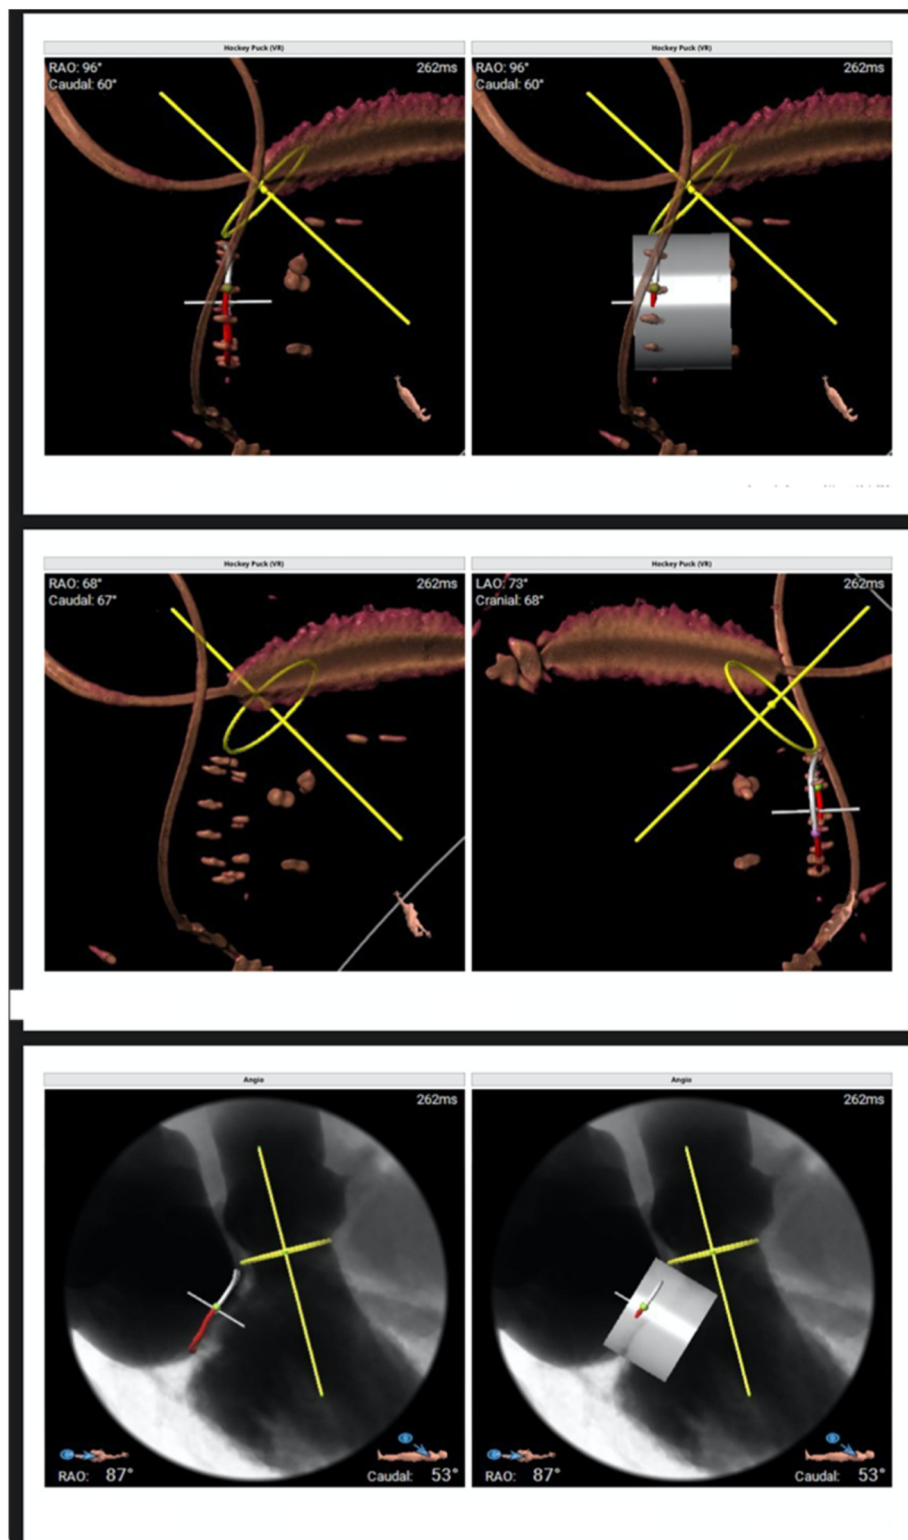 Hockey Puck (VR)
Hockey Puck (VR)
RAO: 96°
Caudal: 60°
262ms
RAO: 96°
Caudal: 60°
262ms
Hockey Puck (VR)
Hockey Puck (VR)
RAO: 68°
Caudal: 67°
262ms
LAO: 73°
Cranial: 68°
262ms
Angio
Angio
262ms
262ms
RAO: 87°
Caudal: 53°
RAO: 87°
Caudal: 53°